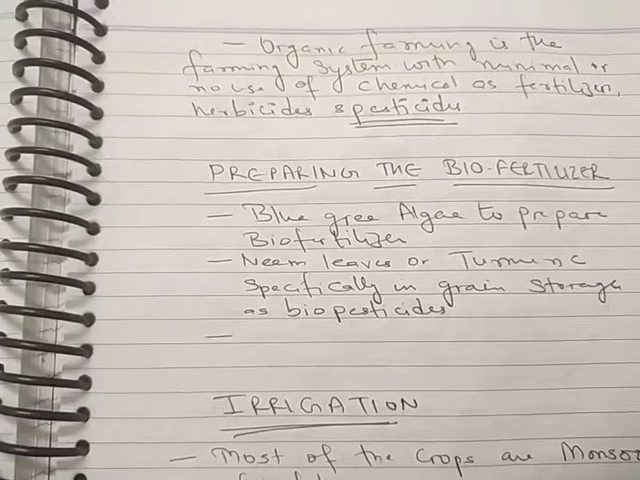 - Organic farming is the
farming system with minimal or
no use of chemical as fertilizer,
herbicides & pesticides
PREPARING THE BIO-FERTILIZER
- Blue gree Algae to prepare
Biofertilizer
- Neem leaves or Turmeric
specifically in grain storage
as biopesticides
-
IRRIGATION
- Most of the crops are Monsoo